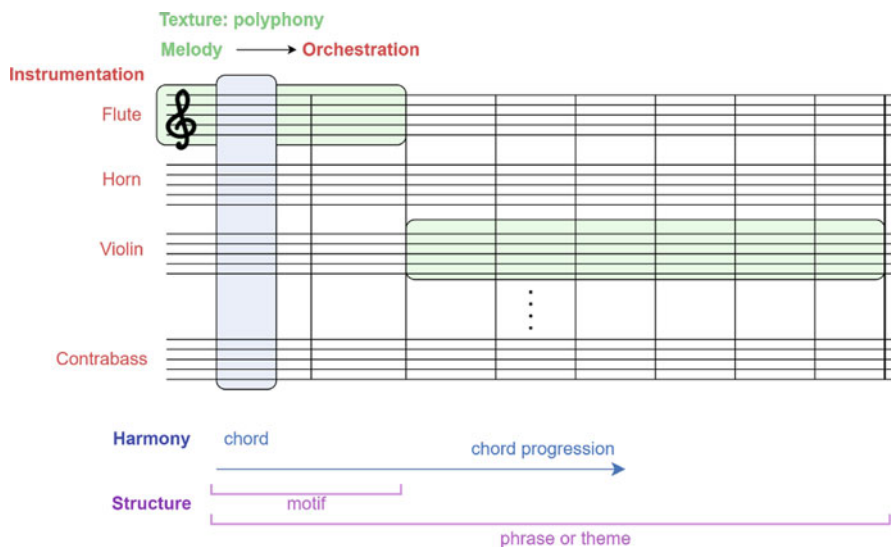 Texture: polyphony
Melody Orchestration
Instrumentation
Flute
Horn
Violin
Contrabass
Harmony chord
chord progression
Structure motif
phrase or theme